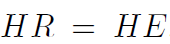 HR = HE